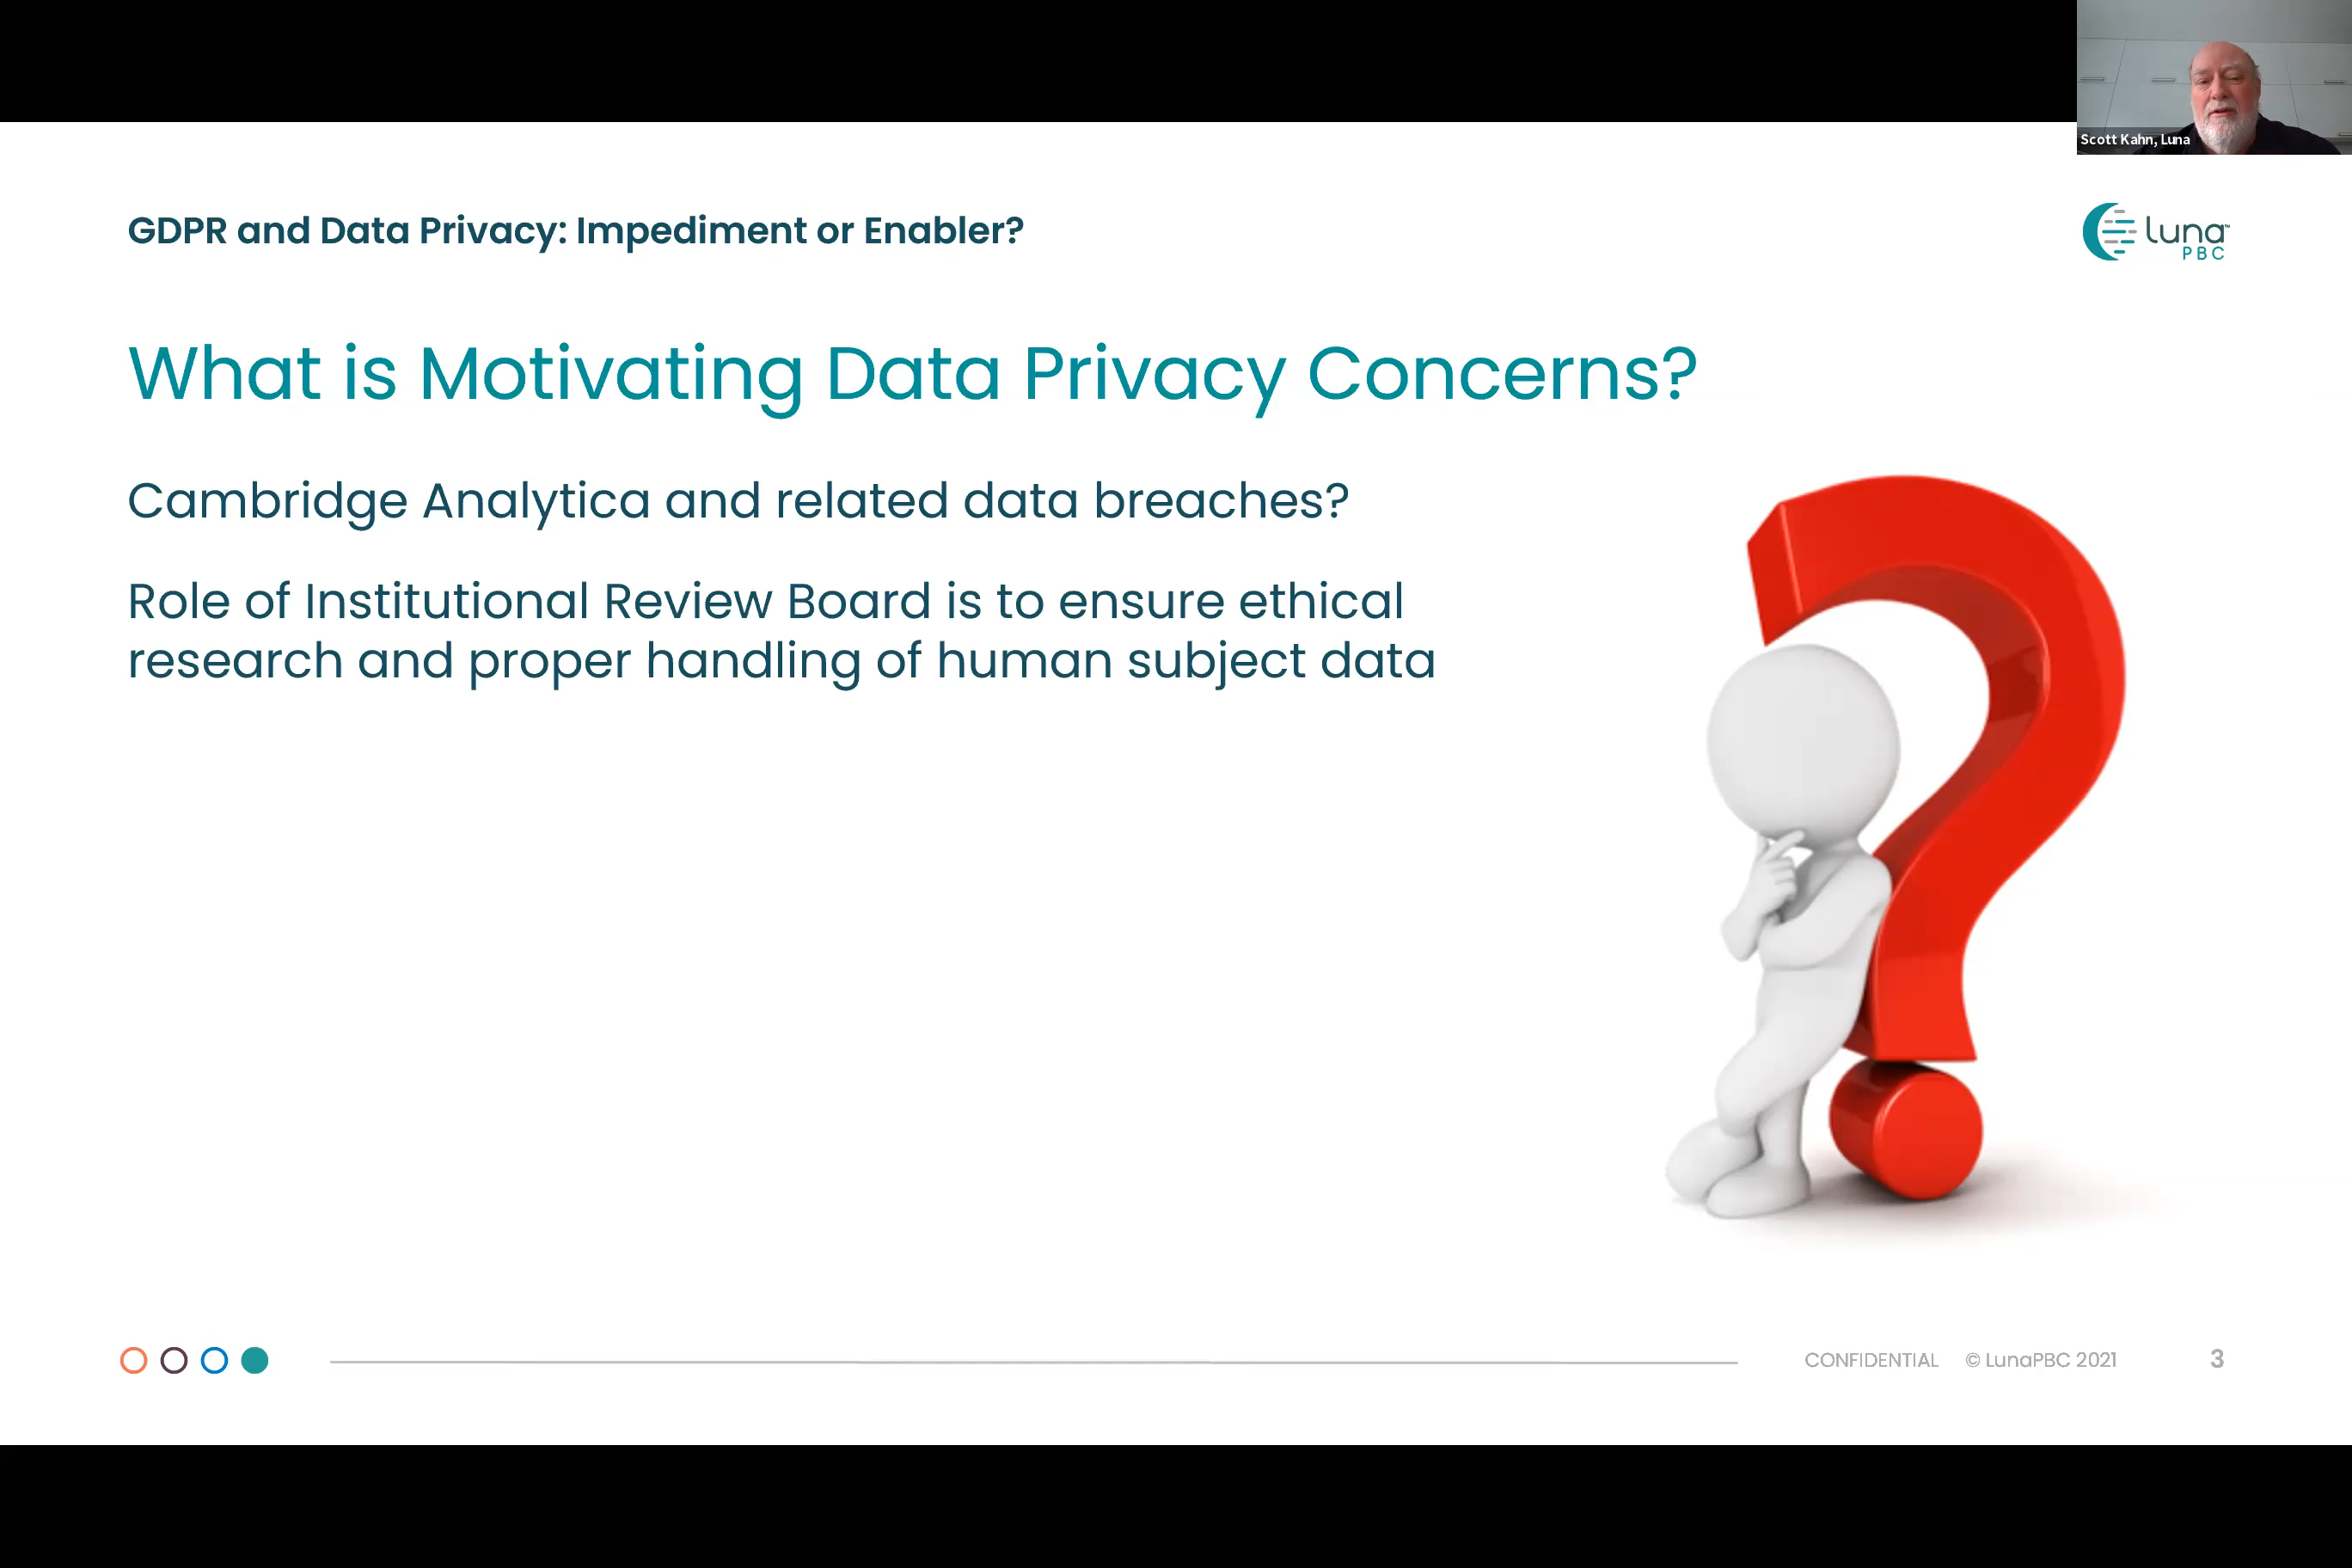 Scott Kahn, Luna
GDPR and Data Privacy: Impediment or Enabler?
luna™
PBC
What is Motivating Data Privacy Concerns?
Cambridge Analytica and related data breaches?
Role of Institutional Review Board is to ensure ethical
research and proper handling of human subject data
CONFIDENTIAL © LunaPBC 2021 3